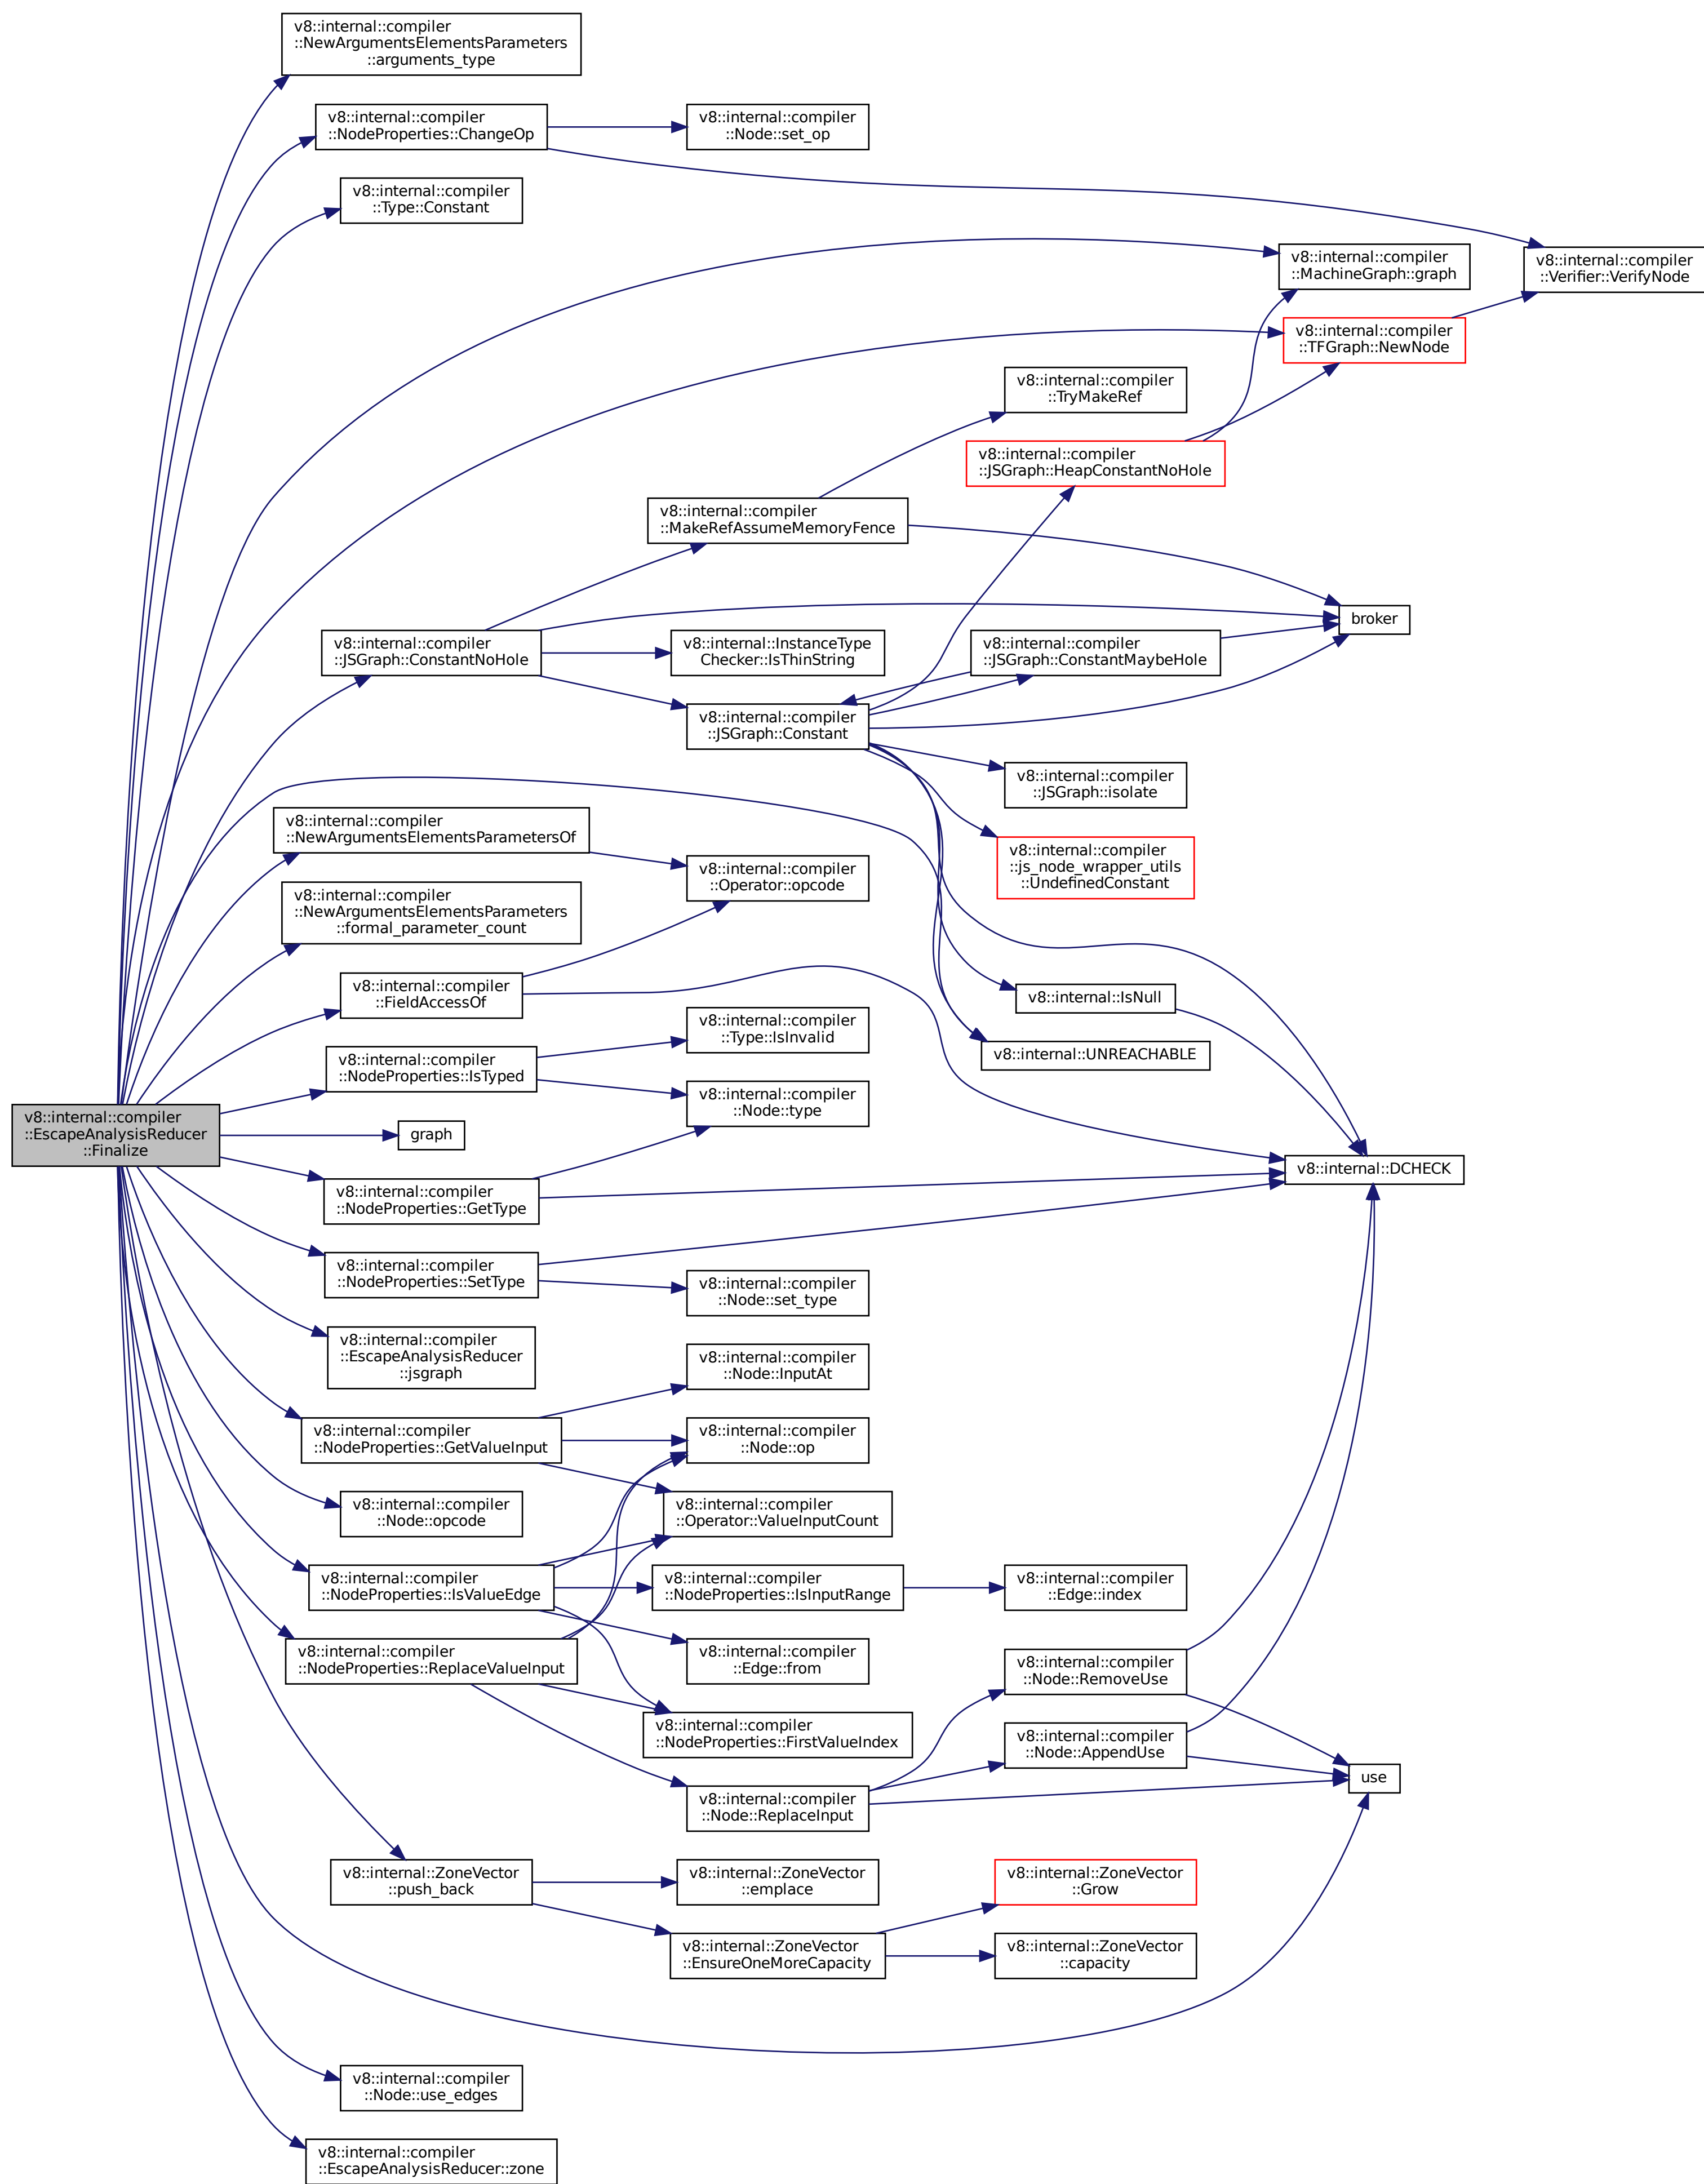 v8::internal::compiler
::NewArgumentsElementsParameters
::arguments_type
v8::internal::compiler
::NodeProperties::ChangeOp
v8::internal::compiler
::Node::set_op
v8::internal::compiler
::Type::Constant
v8::internal::compiler
::MachineGraph::graph
v8::internal::compiler
::Verifier::VerifyNode
v8::internal::compiler
::TFGraph::NewNode
v8::internal::compiler
::TryMakeRef
v8::internal::compiler
::JSGraph::HeapConstantNoHole
v8::internal::compiler
::MakeRefAssumeMemoryFence
broker
v8::internal::compiler
::JSGraph::ConstantNoHole
v8::internal::InstanceType
Checker::IsThinString
v8::internal::compiler
::JSGraph::ConstantMaybeHole
v8::internal::compiler
::JSGraph::Constant
v8::internal::compiler
::JSGraph::isolate
v8::internal::compiler
::NewArgumentsElementsParametersOf
v8::internal::compiler
::js_node_wrapper_utils
::UndefinedConstant
v8::internal::compiler
::Operator::opcode
v8::internal::compiler
::NewArgumentsElementsParameters
::formal_parameter_count
v8::internal::compiler
::FieldAccessOf
v8::internal::IsNull
v8::internal::compiler
::Type::IsInvalid
v8::internal::UNREACHABLE
v8::internal::compiler
::NodeProperties::IsTyped
v8::internal::compiler
::Node::type
v8::internal::compiler
::EscapeAnalysisReducer
::Finalize
graph
v8::internal::DCHECK
v8::internal::compiler
::NodeProperties::GetType
v8::internal::compiler
::NodeProperties::SetType
v8::internal::compiler
::Node::set_type
v8::internal::compiler
::EscapeAnalysisReducer
::jsgraph
v8::internal::compiler
::Node::InputAt
v8::internal::compiler
::NodeProperties::GetValueInput
v8::internal::compiler
::Node::op
v8::internal::compiler
::Node::opcode
v8::internal::compiler
::Operator::ValueInputCount
v8::internal::compiler
::NodeProperties::IsValueEdge
v8::internal::compiler
::NodeProperties::IsInputRange
v8::internal::compiler
::Edge::index
v8::internal::compiler
::NodeProperties::ReplaceValueInput
v8::internal::compiler
::Edge::from
v8::internal::compiler
::Node::RemoveUse
v8::internal::compiler
::NodeProperties::FirstValueIndex
v8::internal::compiler
::Node::AppendUse
use
v8::internal::compiler
::Node::ReplaceInput
v8::internal::ZoneVector
::push_back
v8::internal::ZoneVector
::emplace
v8::internal::ZoneVector
::Grow
v8::internal::ZoneVector
::EnsureOneMoreCapacity
v8::internal::ZoneVector
::capacity
v8::internal::compiler
::Node::use_edges
v8::internal::compiler
::EscapeAnalysisReducer::zone